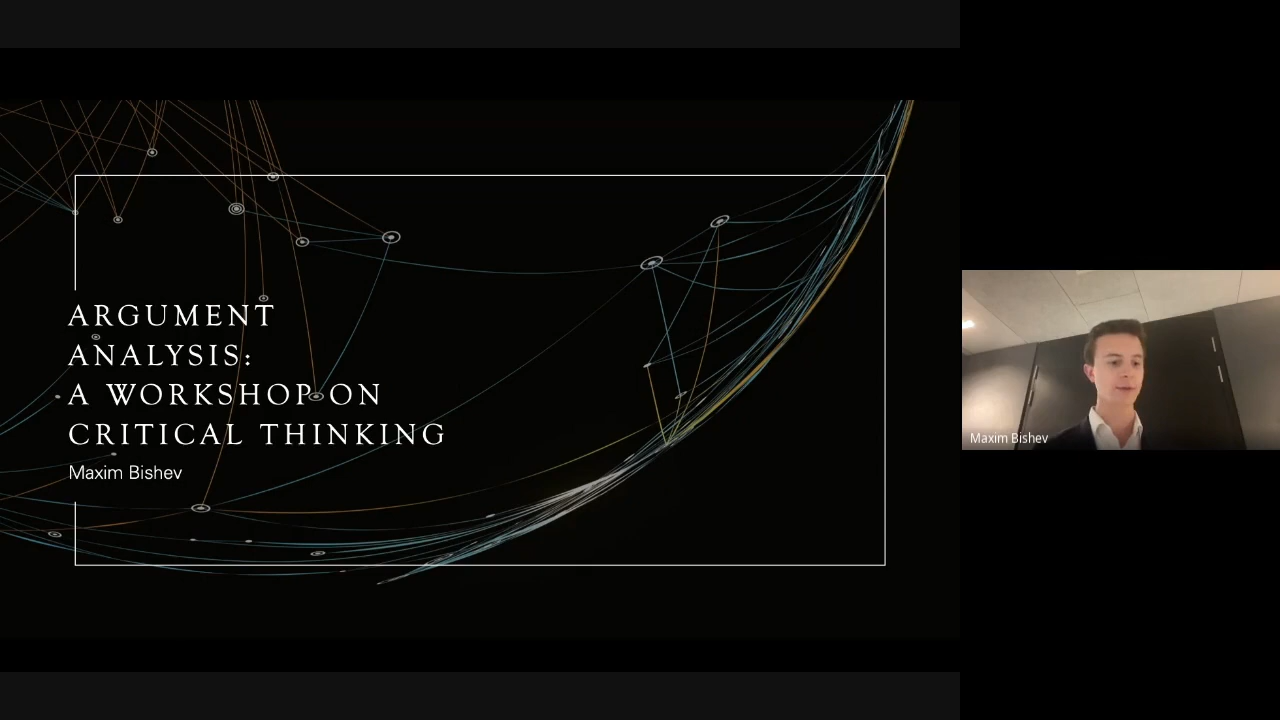 ARGUMENT
ANALYSIS:
A WORKSHOP ON
CRITICAL THINKING
Maxim Bishev
Maxim Bishev